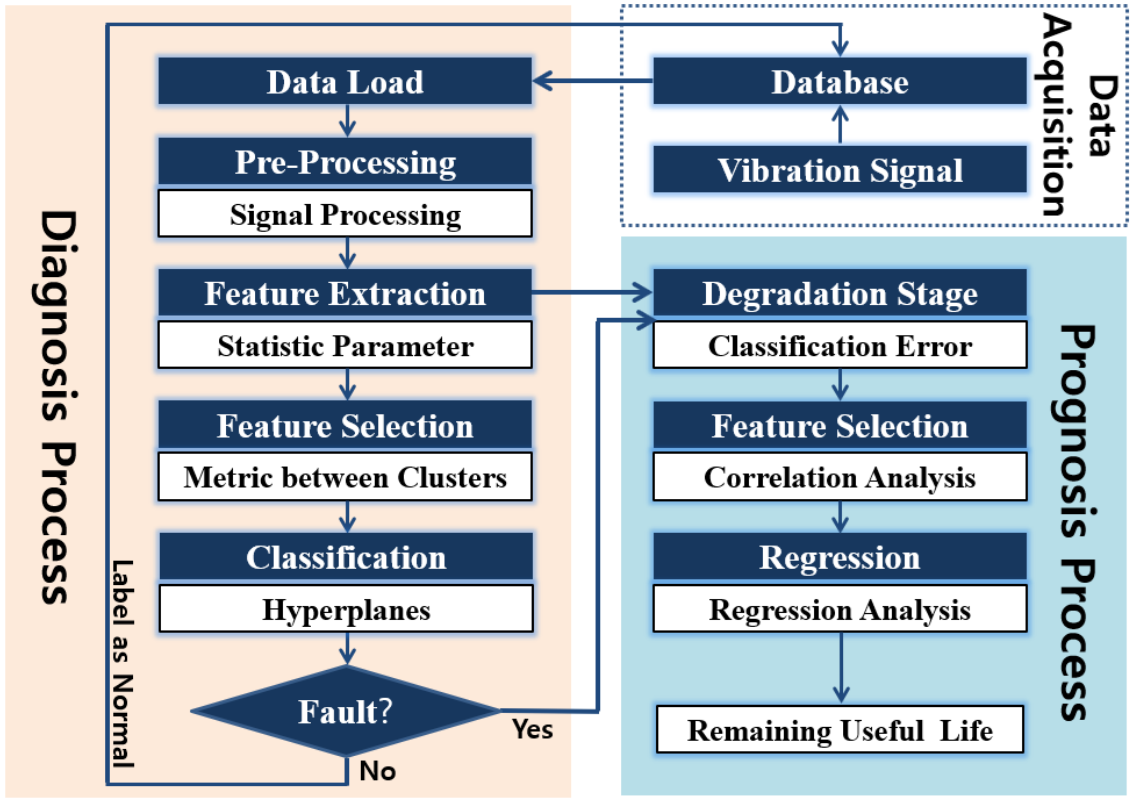 Diagnosis Process
Data Load
Pre-Processing
Signal Processing
Feature Extraction
Statistic Parameter
Feature Selection
Metric between Clusters
Classification
Hyperplanes
Fault?
Yes
No
Label as Normal
Data
Acquisition
Database
Vibration Signal
Prognosis Process
Degradation Stage
Classification Error
Feature Selection
Correlation Analysis
Regression
Regression Analysis
Remaining Useful Life